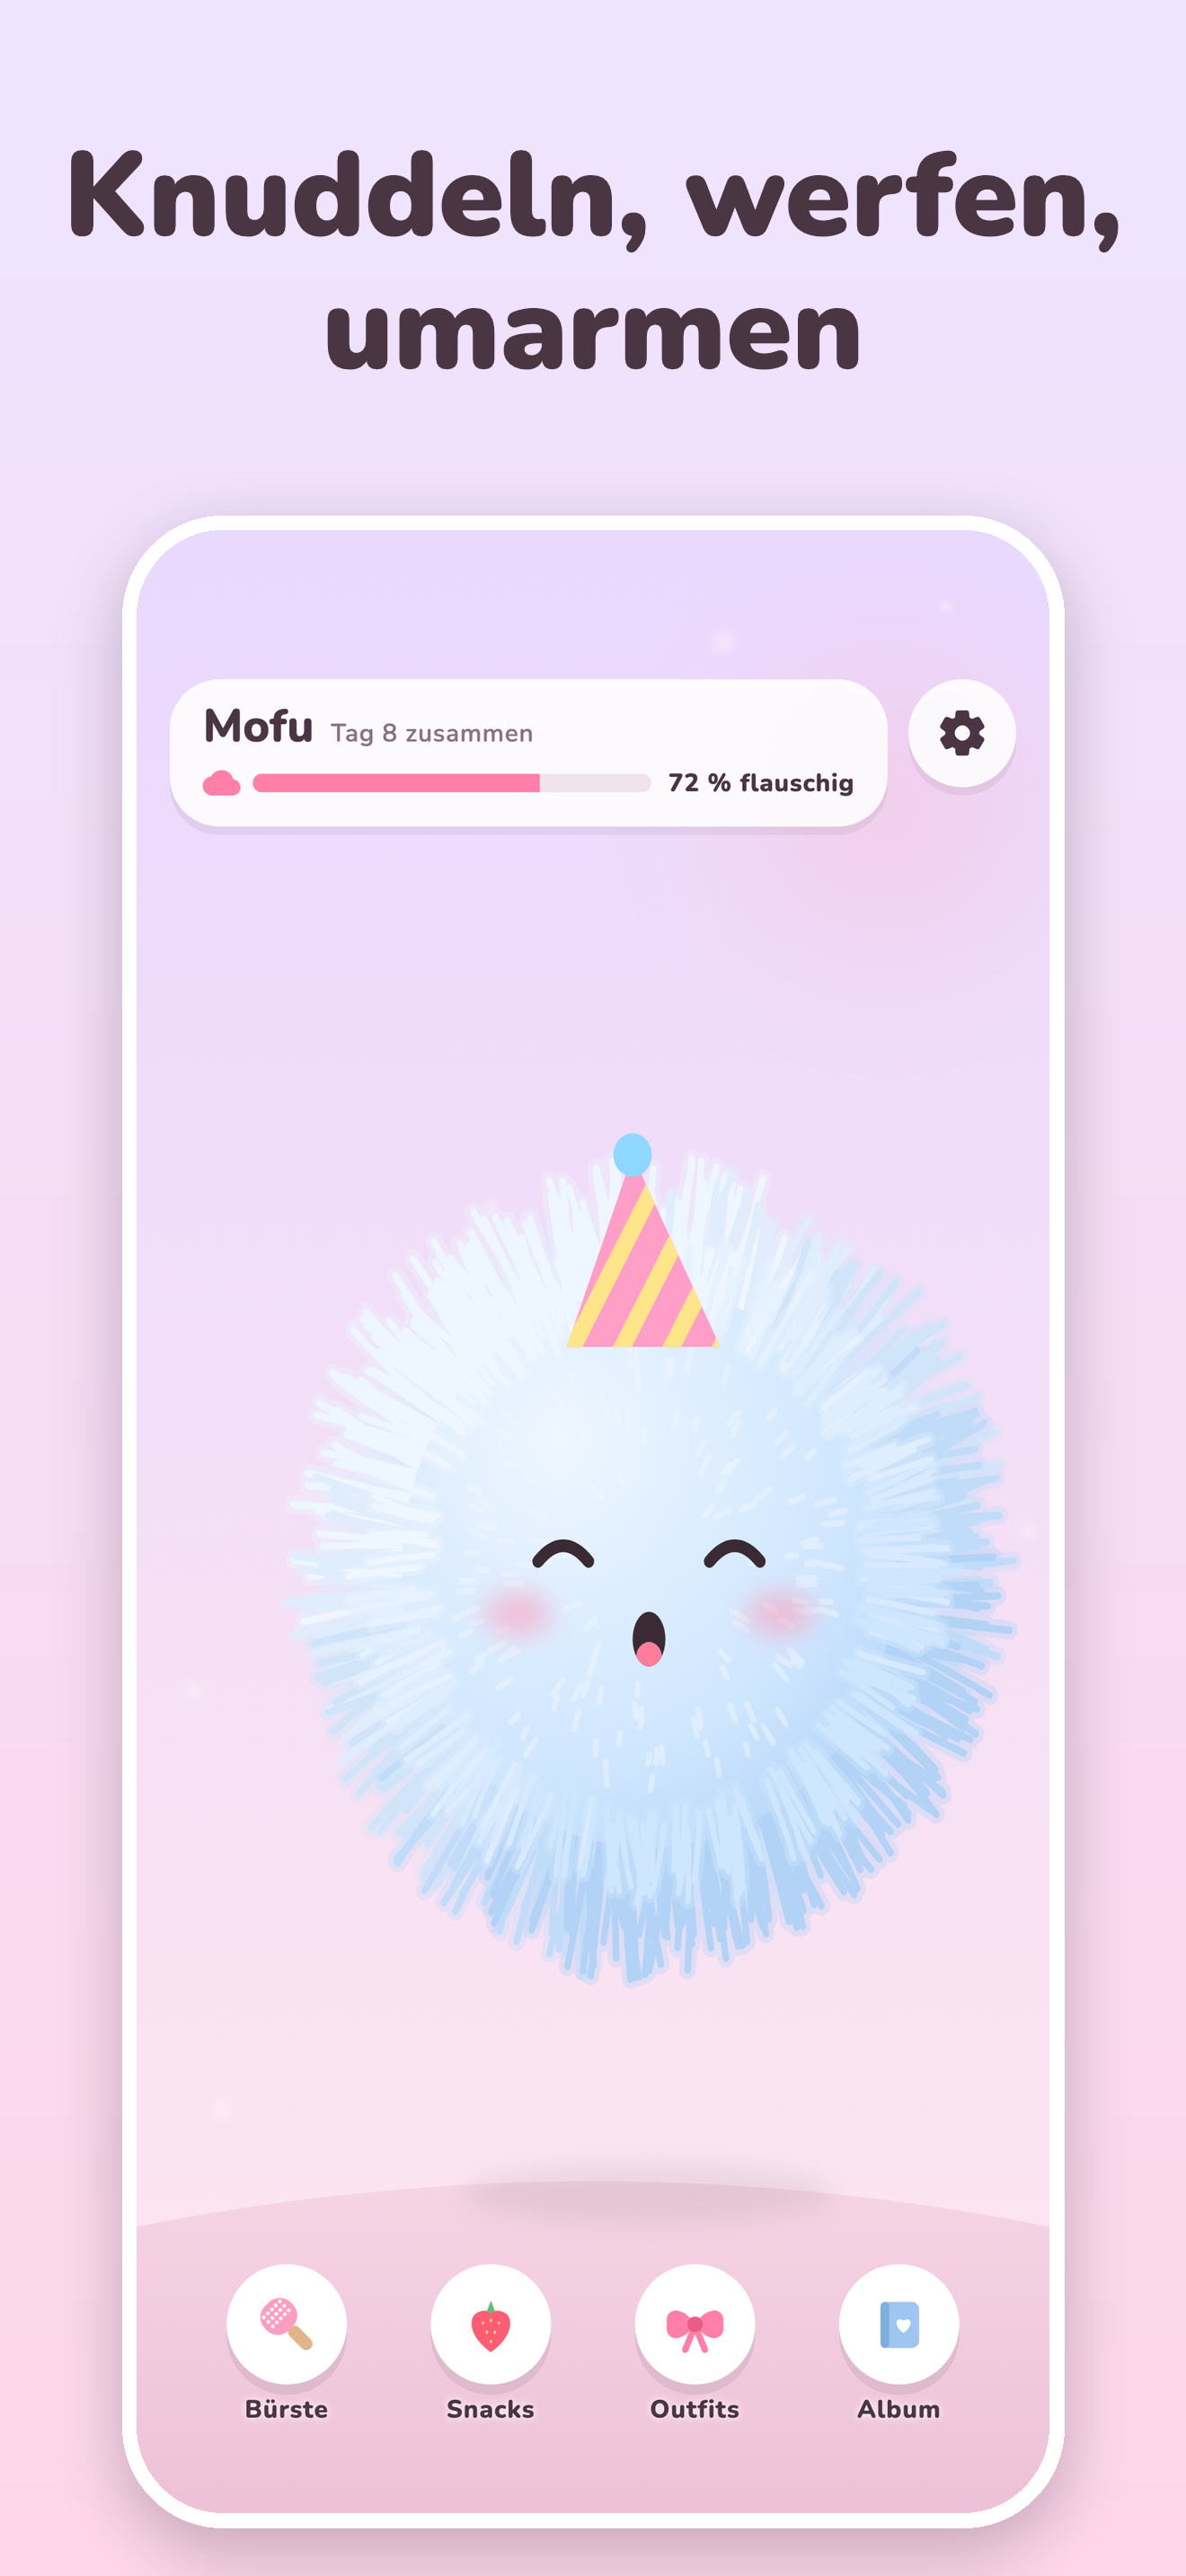 Knuddeln, werfen,
umarmen
Mofu Tag 8 zusammen
72 % flauschig
Bürste Snacks Outfits Album